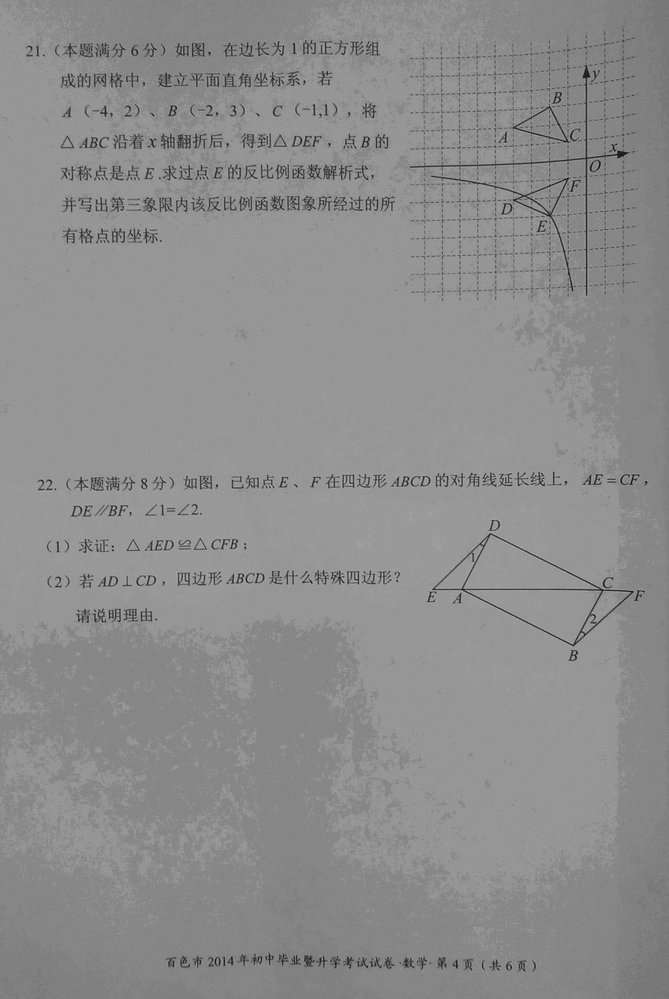 21.（本题满分 6 分）如图，在边长为 1 的正方形组
成的网格中，建立平面直角坐标系，若
A（-4，2）、B（-2，3）、C（-1,1），将
△ ABC 沿着 x 轴翻折后，得到△ DEF，点 B 的
对称点是点 E.求过点 E 的反比例函数解析式，
并写出第三象限内该反比例函数图象所经过的所
有格点的坐标.
y
B
A
C
x
O
F
D
E
22.（本题满分 8 分）如图，已知点 E 、 F 在四边形 ABCD 的对角线延长线上， AE = CF，
DE∥BF，∠1=∠2.
（1）求证：△ AED ≌△ CFB；
（2）若 AD⊥CD，四边形 ABCD 是什么特殊四边形？
请说明理由.
D
1
E
A
C
F
2
B
百色市 2014 年初中毕业暨升学考试试卷·数学·第 4 页（共 6 页）